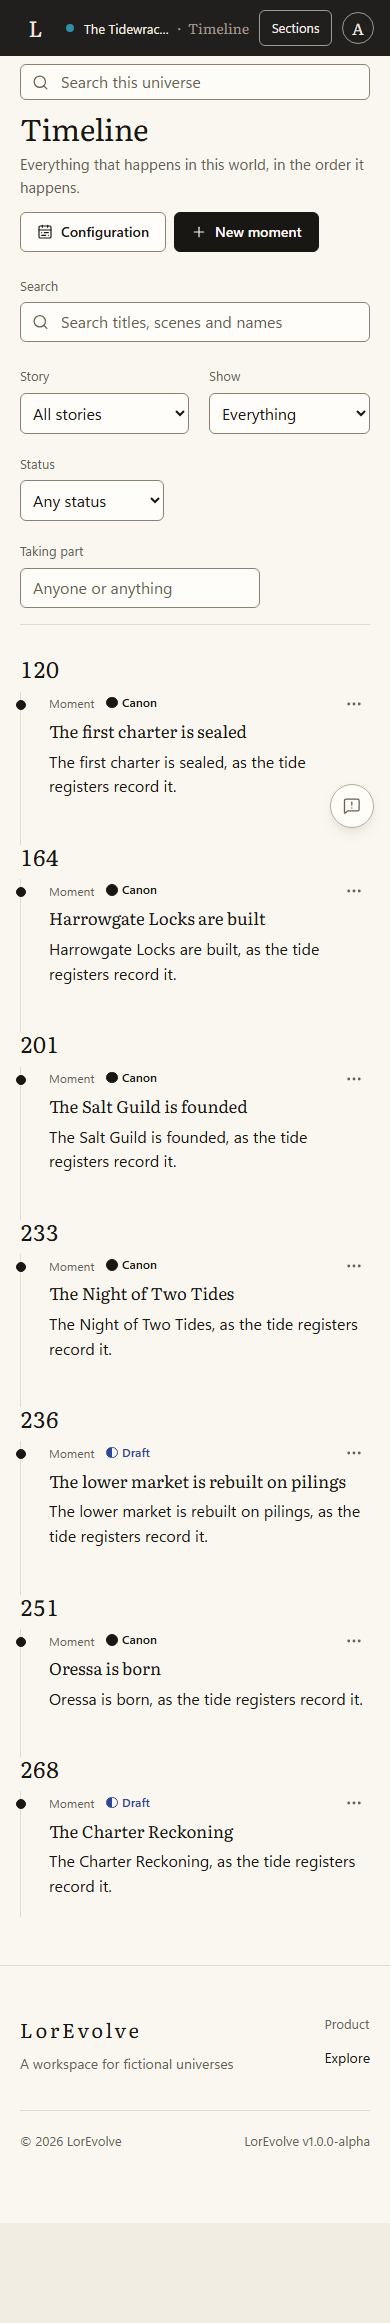 L The Tidewrac... · Timeline Sections A
Search this universe
Timeline
Everything that happens in this world, in the order it
happens.
Configuration New moment
Search
Search titles, scenes and names
Story Show
All stories Everything
Status
Any status
Taking part
Anyone or anything
120
Moment Canon
The first charter is sealed
The first charter is sealed, as the tide
registers record it.
164
Moment Canon
Harrowgate Locks are built
Harrowgate Locks are built, as the tide
registers record it.
201
Moment Canon
The Salt Guild is founded
The Salt Guild is founded, as the tide
registers record it.
233
Moment Canon
The Night of Two Tides
The Night of Two Tides, as the tide registers
record it.
236
Moment Draft
The lower market is rebuilt on pilings
The lower market is rebuilt on pilings, as the
tide registers record it.
251
Moment Canon
Oressa is born
Oressa is born, as the tide registers record it.
268
Moment Draft
The Charter Reckoning
The Charter Reckoning, as the tide registers
record it.
LorEvolve
A workspace for fictional universes
Product
Explore
© 2026 LorEvolve LorEvolve v1.0.0-alpha